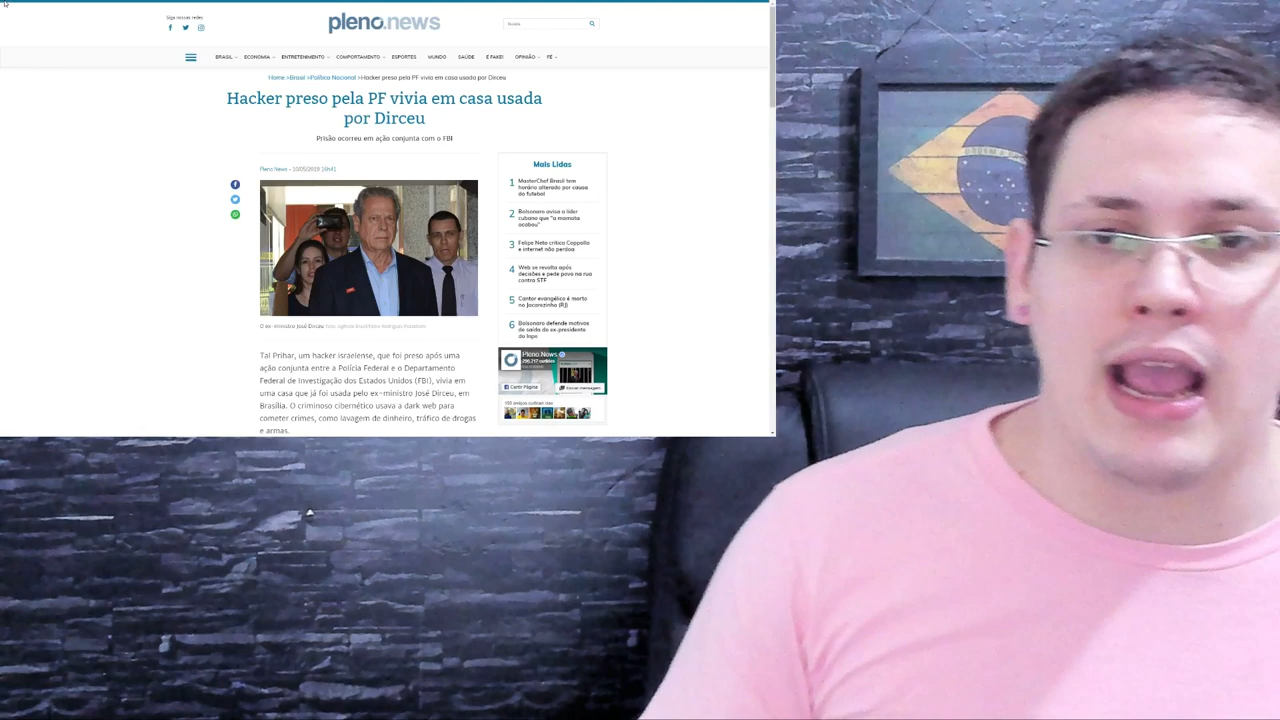 Siga nossas redes
pleno.news
Busca
BRASIL
ECONOMIA
ENTRETENIMENTO
COMPORTAMENTO
ESPORTES
MUNDO
SAÚDE
É FAKE!
OPINIÃO
FÉ
Home >Brasil >Política Nacional >Hacker preso pela PF vivia em casa usada por Dirceu
Hacker preso pela PF vivia em casa usada
por Dirceu
Prisão ocorreu em ação conjunta com o FBI
Pleno.News - 10/05/2019 16h41
O ex-ministro José Dirceu Foto: Agência Brasil/Fabio Rodrigues Pozzebom
Tal Prihar, um hacker israelense, que foi preso após uma
ação conjunta entre a Polícia Federal e o Departamento
Federal de Investigação dos Estados Unidos (FBI), vivia em
uma casa que já foi usada pelo ex-ministro José Dirceu, em
Brasília. O criminoso cibernético usava a dark web para
cometer crimes, como lavagem de dinheiro, tráfico de drogas
e armas.
Mais Lidas
1 MasterChef Brasil tem
horário alterado por causa
do futebol
2 Bolsonaro avisa a líder
cubano que "a mamata
acabou"
3 Felipe Neto critica Coppolla
e internet não perdoa
4 Web se revolta após
decisões e pede povo na rua
contra STF
5 Cantor evangélico é morto
no Jacarezinho (RJ)
6 Bolsonaro defende motivos
de saída do ex-presidente
do Inpe
Pleno.News
Curtir Página
Enviar mensagem
ORDEM E PRO